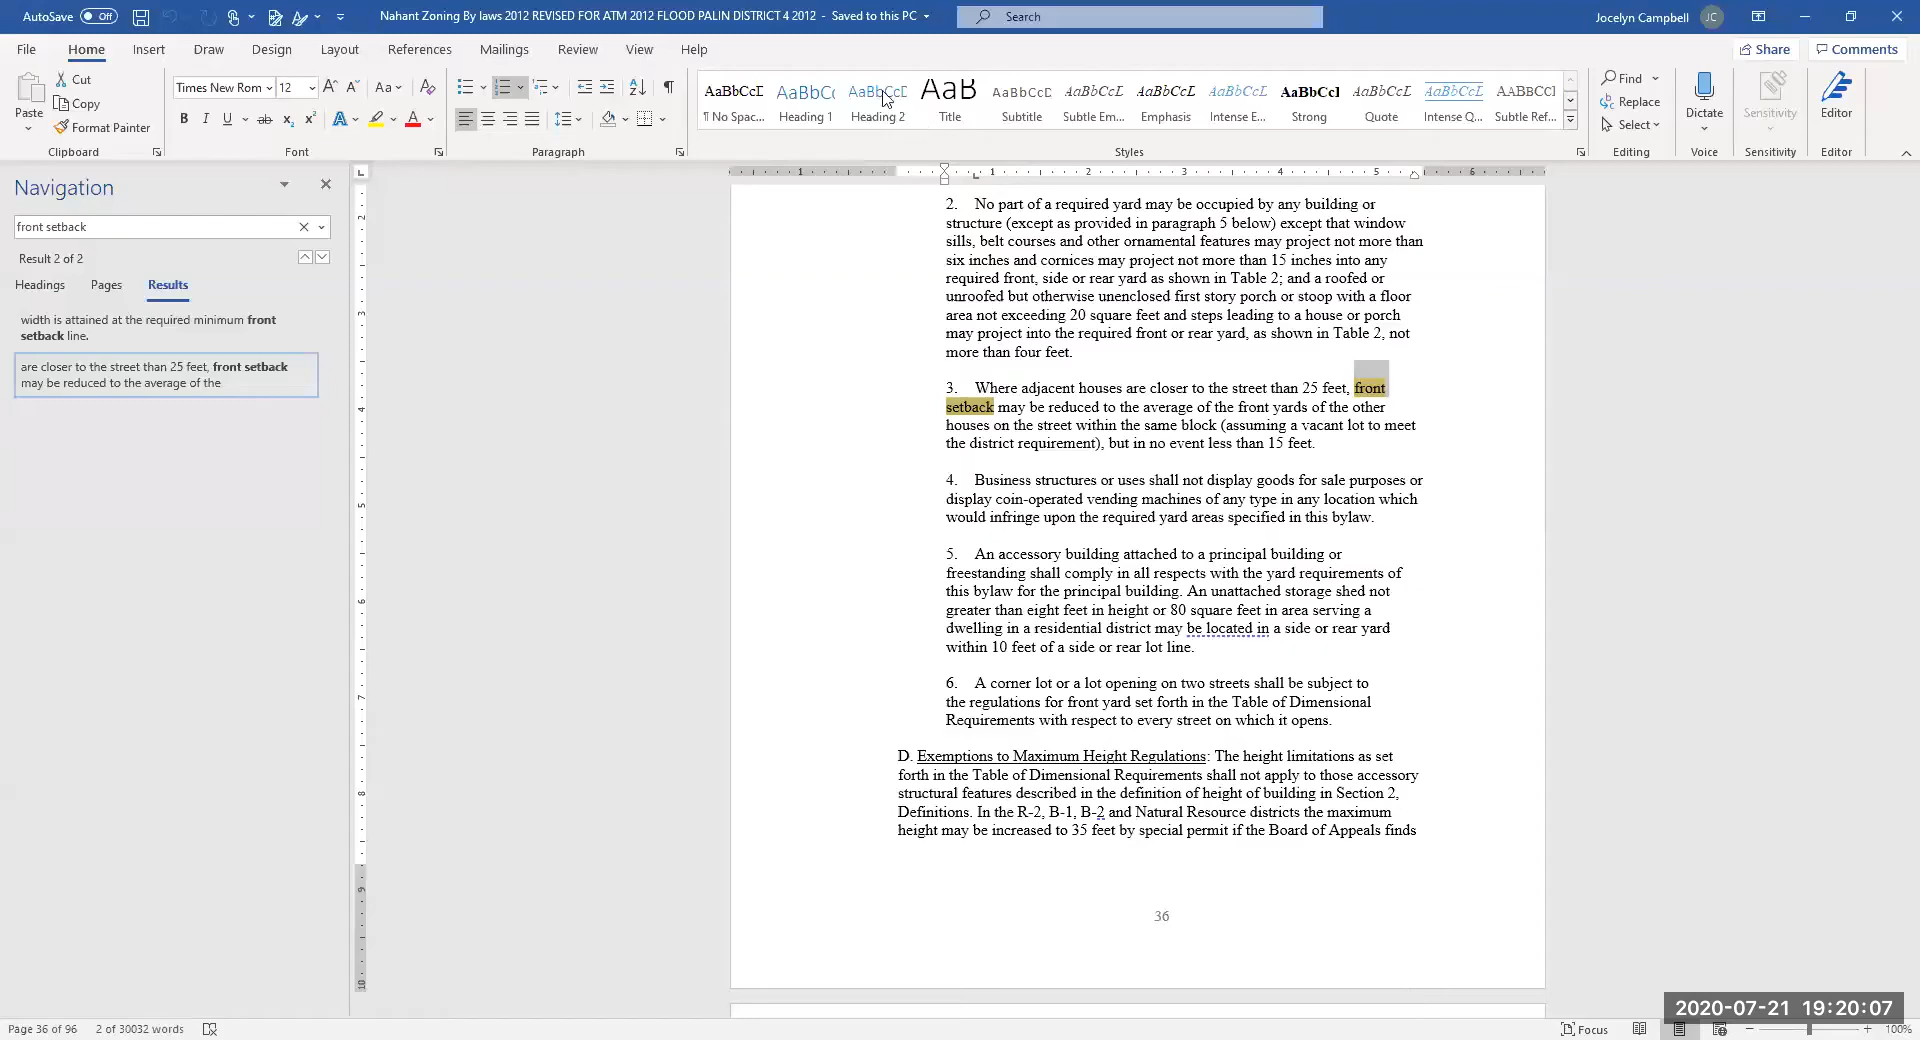 AutoSave Off
Nahant Zoning By laws 2012 REVISED FOR ATM 2012 FLOOD PALIN DISTRICT 4 2012 - Saved to this PC
Search
Jocelyn Campbell JC
File Home Insert Draw Design Layout References Mailings Review View Help
Share Comments
Paste
Cut
Copy
Format Painter
Clipboard
Times New Rom 12
Font
Paragraph
AaBbCcD AaBbCc AaBbCcD AaB AaBbCcD AaBbCcD AaBbCcD AaBbCcD AaBbCcI AaBbCcD AaBbCcD AABBCCI
¶ No Spac... Heading 1 Heading 2 Title Subtitle Subtle Em... Emphasis Intense E... Strong Quote Intense Q... Subtle Ref...
Styles
Find
Replace
Select
Editing
Dictate
Voice
Sensitivity
Sensitivity
Editor
Editor
Navigation
front setback
Result 2 of 2
Headings Pages Results
width is attained at the required minimum front
setback line.
are closer to the street than 25 feet, front setback
may be reduced to the average of the
2. No part of a required yard may be occupied by any building or
structure (except as provided in paragraph 5 below) except that window
sills, belt courses and other ornamental features may project not more than
six inches and cornices may project not more than 15 inches into any
required front, side or rear yard as shown in Table 2; and a roofed or
unroofed but otherwise unenclosed first story porch or stoop with a floor
area not exceeding 20 square feet and steps leading to a house or porch
may project into the required front or rear yard, as shown in Table 2, not
more than four feet.
3. Where adjacent houses are closer to the street than 25 feet, front
setback may be reduced to the average of the front yards of the other
houses on the street within the same block (assuming a vacant lot to meet
the district requirement), but in no event less than 15 feet.
4. Business structures or uses shall not display goods for sale purposes or
display coin-operated vending machines of any type in any location which
would infringe upon the required yard areas specified in this bylaw.
5. An accessory building attached to a principal building or
freestanding shall comply in all respects with the yard requirements of
this bylaw for the principal building. An unattached storage shed not
greater than eight feet in height or 80 square feet in area serving a
dwelling in a residential district may be located in a side or rear yard
within 10 feet of a side or rear lot line.
6. A corner lot or a lot opening on two streets shall be subject to
the regulations for front yard set forth in the Table of Dimensional
Requirements with respect to every street on which it opens.
D. Exemptions to Maximum Height Regulations: The height limitations as set
forth in the Table of Dimensional Requirements shall not apply to those accessory
structural features described in the definition of height of building in Section 2,
Definitions. In the R-2, B-1, B-2 and Natural Resource districts the maximum
height may be increased to 35 feet by special permit if the Board of Appeals finds
36
2020-07-21 19:20:07
Page 36 of 96 2 of 30032 words
Focus
100%